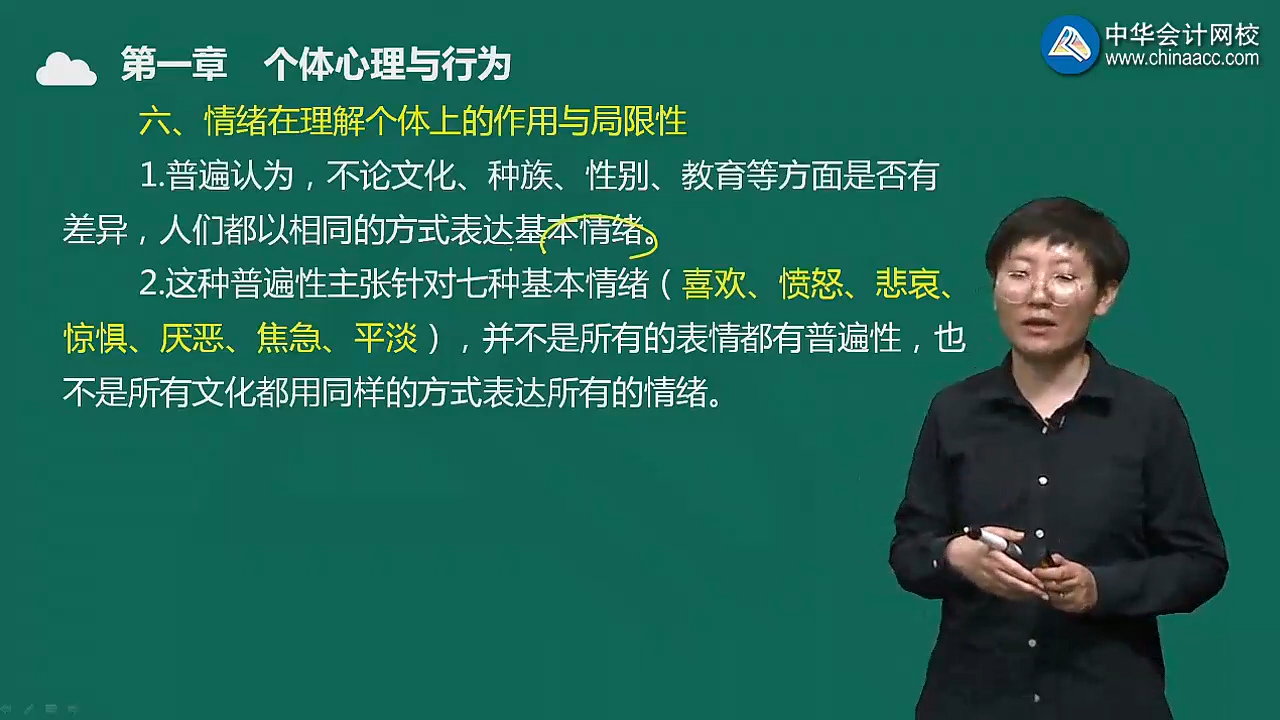 第一章 个体心理与行为
中华会计网校
www.chinaacc.com
六、情绪在理解个体上的作用与局限性
1.普遍认为，不论文化、种族、性别、教育等方面是否有
差异，人们都以相同的方式表达基本情绪。
2.这种普遍性主张针对七种基本情绪（喜欢、愤怒、悲哀、
惊惧、厌恶、焦急、平淡），并不是所有的表情都有普遍性，也
不是所有文化都用同样的方式表达所有的情绪。